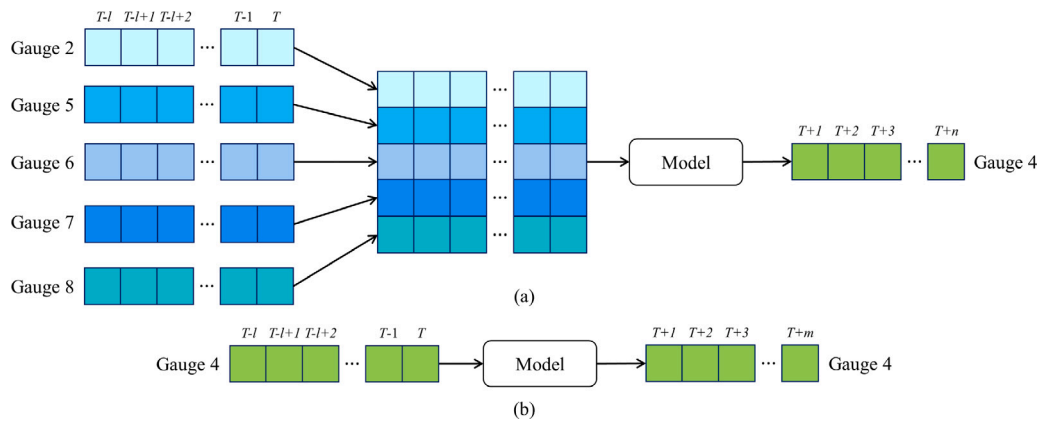 T-l T-l+1 T-l+2 T-1 T
Gauge 2 ...
Gauge 5 ... ...
Gauge 6 ... ... Model T+1 T+2 T+3 ... T+n Gauge 4
Gauge 7 ... ...
Gauge 8 ... ...
(a)
T-l T-l+1 T-l+2 T-1 T T+1 T+2 T+3 T+m
Gauge 4 ... Model ... Gauge 4
(b)